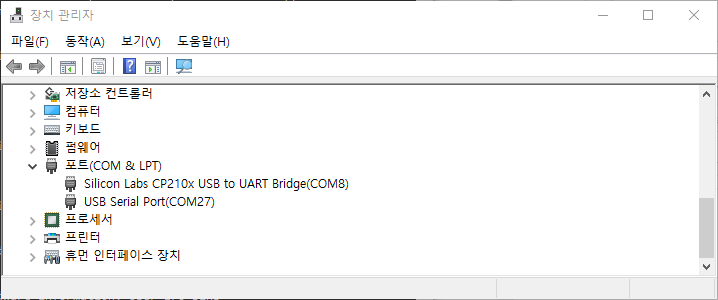 장치 관리자
파일(F) 동작(A) 보기(V) 도움말(H)
저장소 컨트롤러
컴퓨터
키보드
펌웨어
포트(COM & LPT)
Silicon Labs CP210x USB to UART Bridge(COM8)
USB Serial Port(COM27)
프로세서
프린터
휴먼 인터페이스 장치